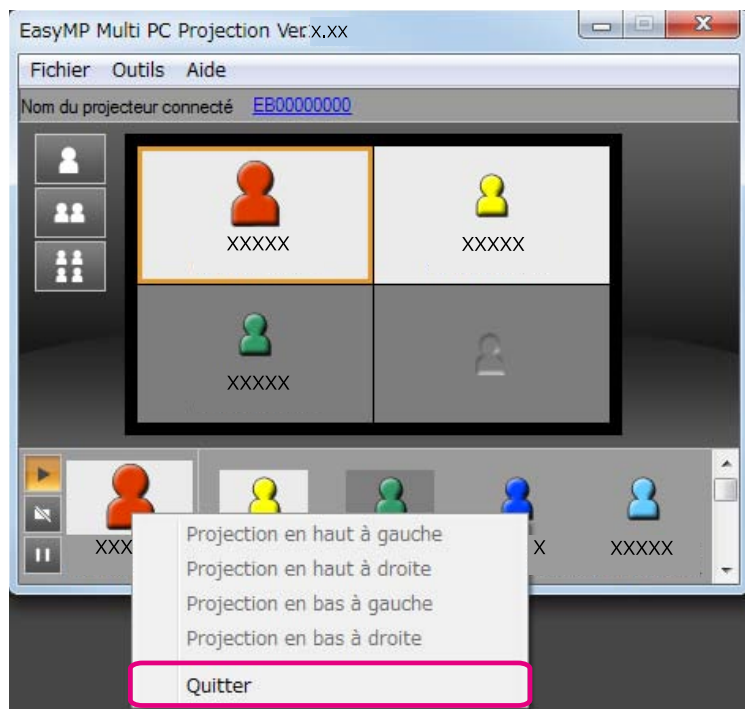 EasyMP Multi PC Projection Ver.x.xx
Fichier Outils Aide
Nom du projecteur connecté EB00000000
XXXXX XXXXX
XXXXX
XXX X XXXXX
Projection en haut à gauche
Projection en haut à droite
Projection en bas à gauche
Projection en bas à droite
Quitter